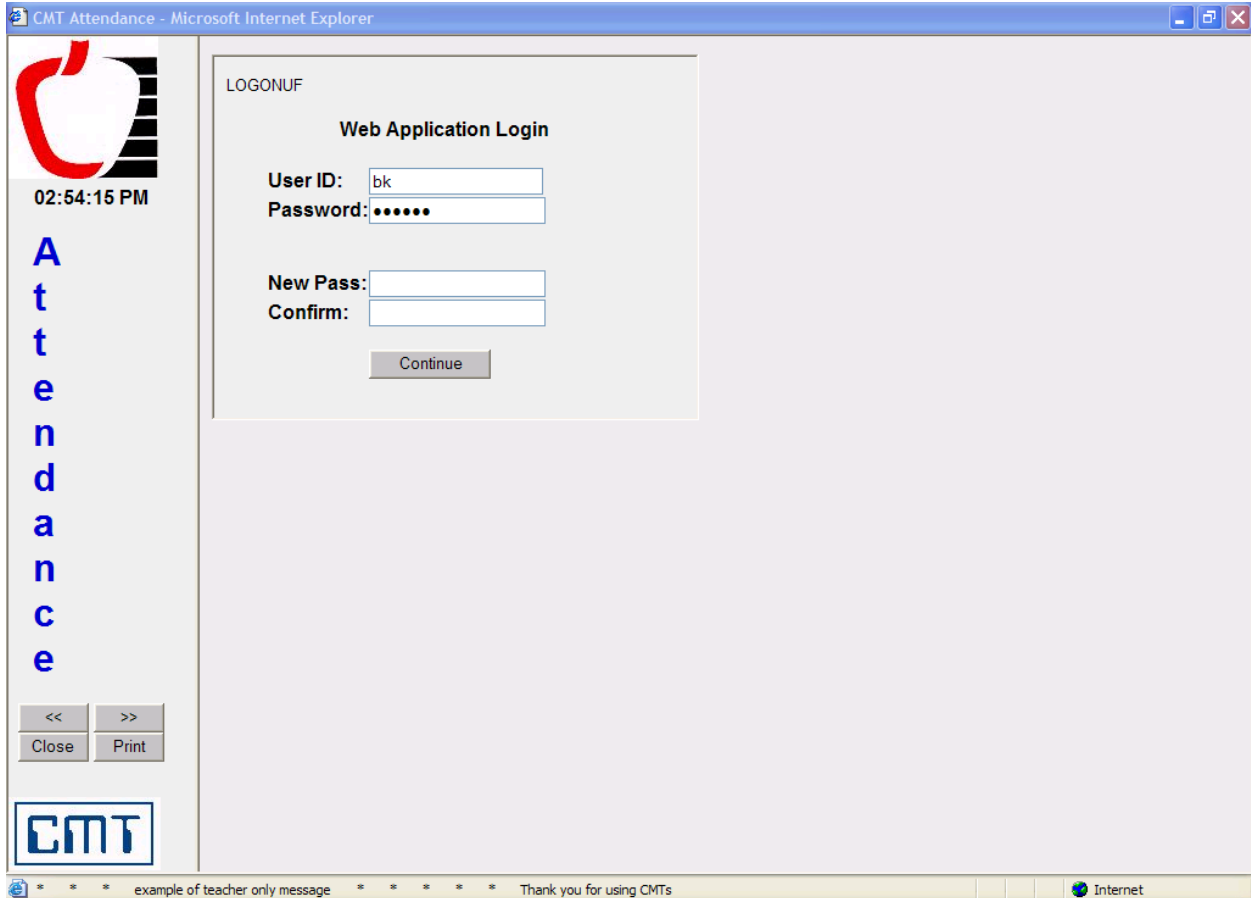 CMT Attendance - Microsoft Internet Explorer
LOGONUF
Web Application Login
User ID: bk
Password: ••••••
New Pass:
Confirm:
Continue
02:54:15 PM
A
t
t
e
n
d
a
n
c
e
<< >>
Close Print
CMT
* * * example of teacher only message * * * * * Thank you for using CMTs
Internet